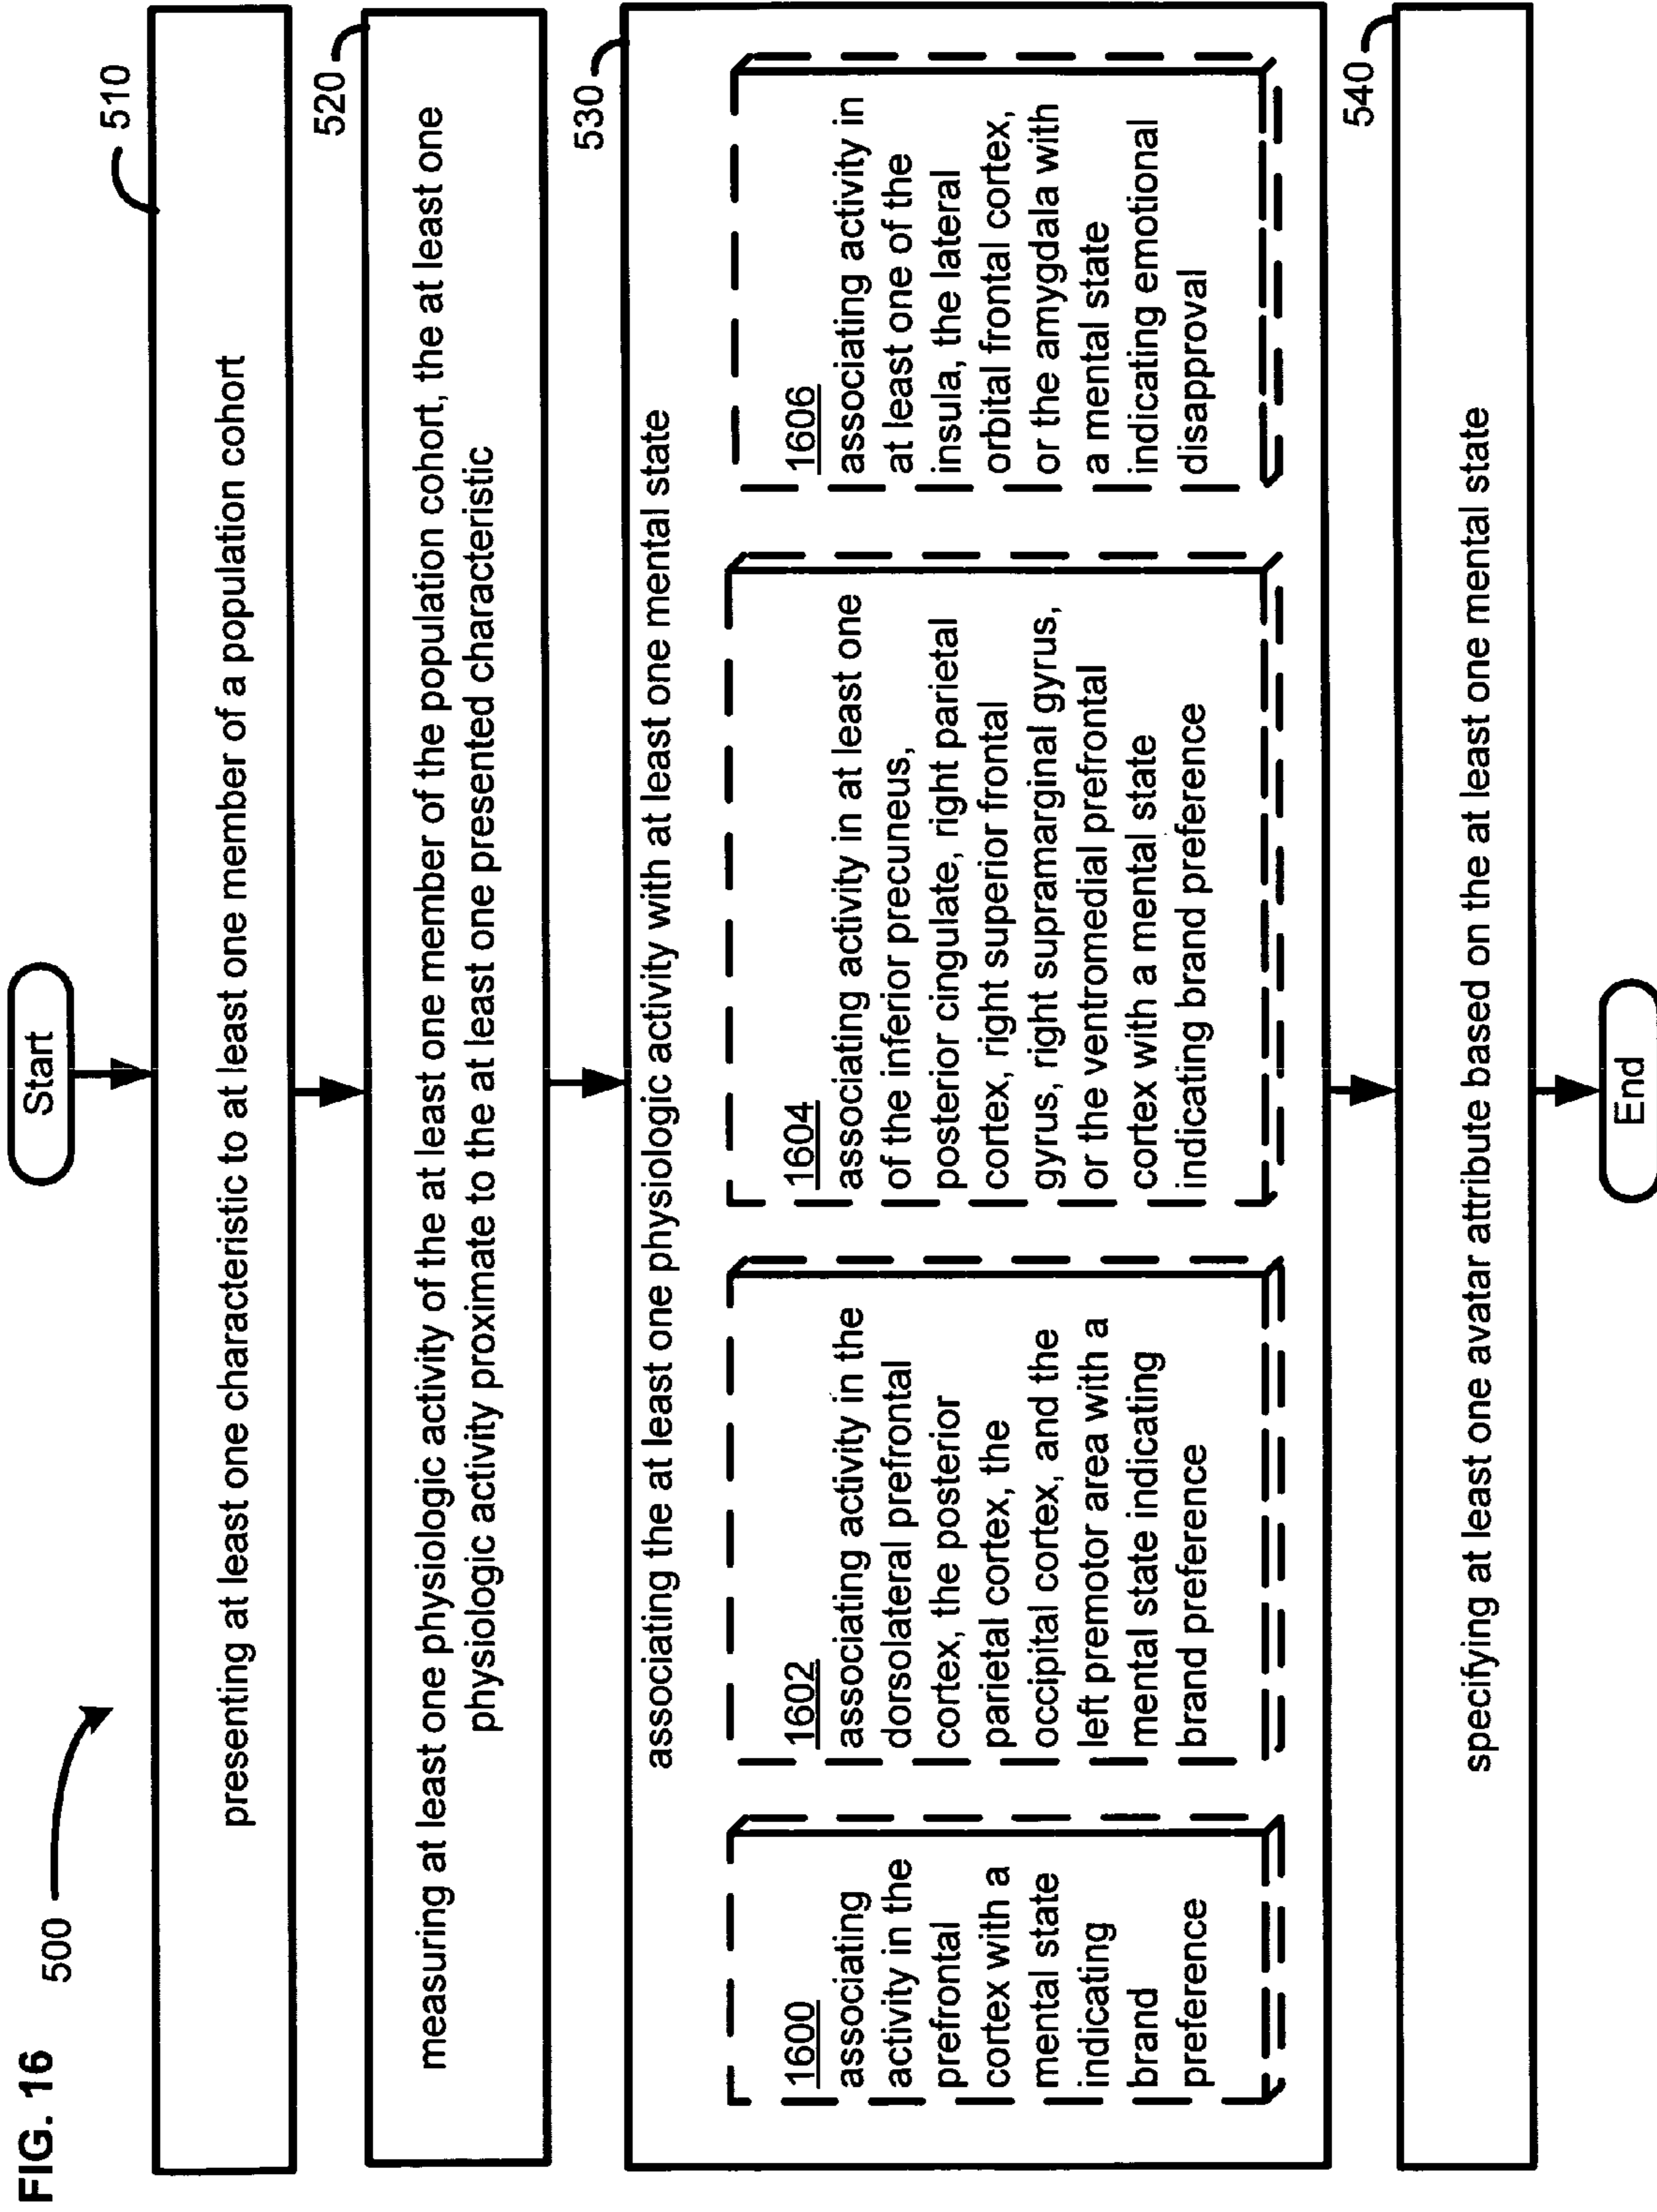 FIG. 16
500
Start
510
presenting at least one characteristic to at least one member of a population cohort
520
measuring at least one physiologic activity of the at least one member of the population cohort, the at least one
physiologic activity proximate to the at least one presented characteristic
530
associating the at least one physiologic activity with at least one mental state
1600
associating
activity in the
prefrontal
cortex with a
mental state
indicating
brand
preference
1602
associating activity in the
dorsolateral prefrontal
cortex, the posterior
parietal cortex, the
occipital cortex, and the
left premotor area with a
mental state indicating
brand preference
1604
associating activity in at least one
of the inferior precuneus,
posterior cingulate, right parietal
cortex, right superior frontal
gyrus, right supramarginal gyrus,
or the ventromedial prefrontal
cortex with a mental state
indicating brand preference
1606
associating activity in
at least one of the
insula, the lateral
orbital frontal cortex,
or the amygdala with
a mental state
indicating emotional
disapproval
540
specifying at least one avatar attribute based on the at least one mental state
End